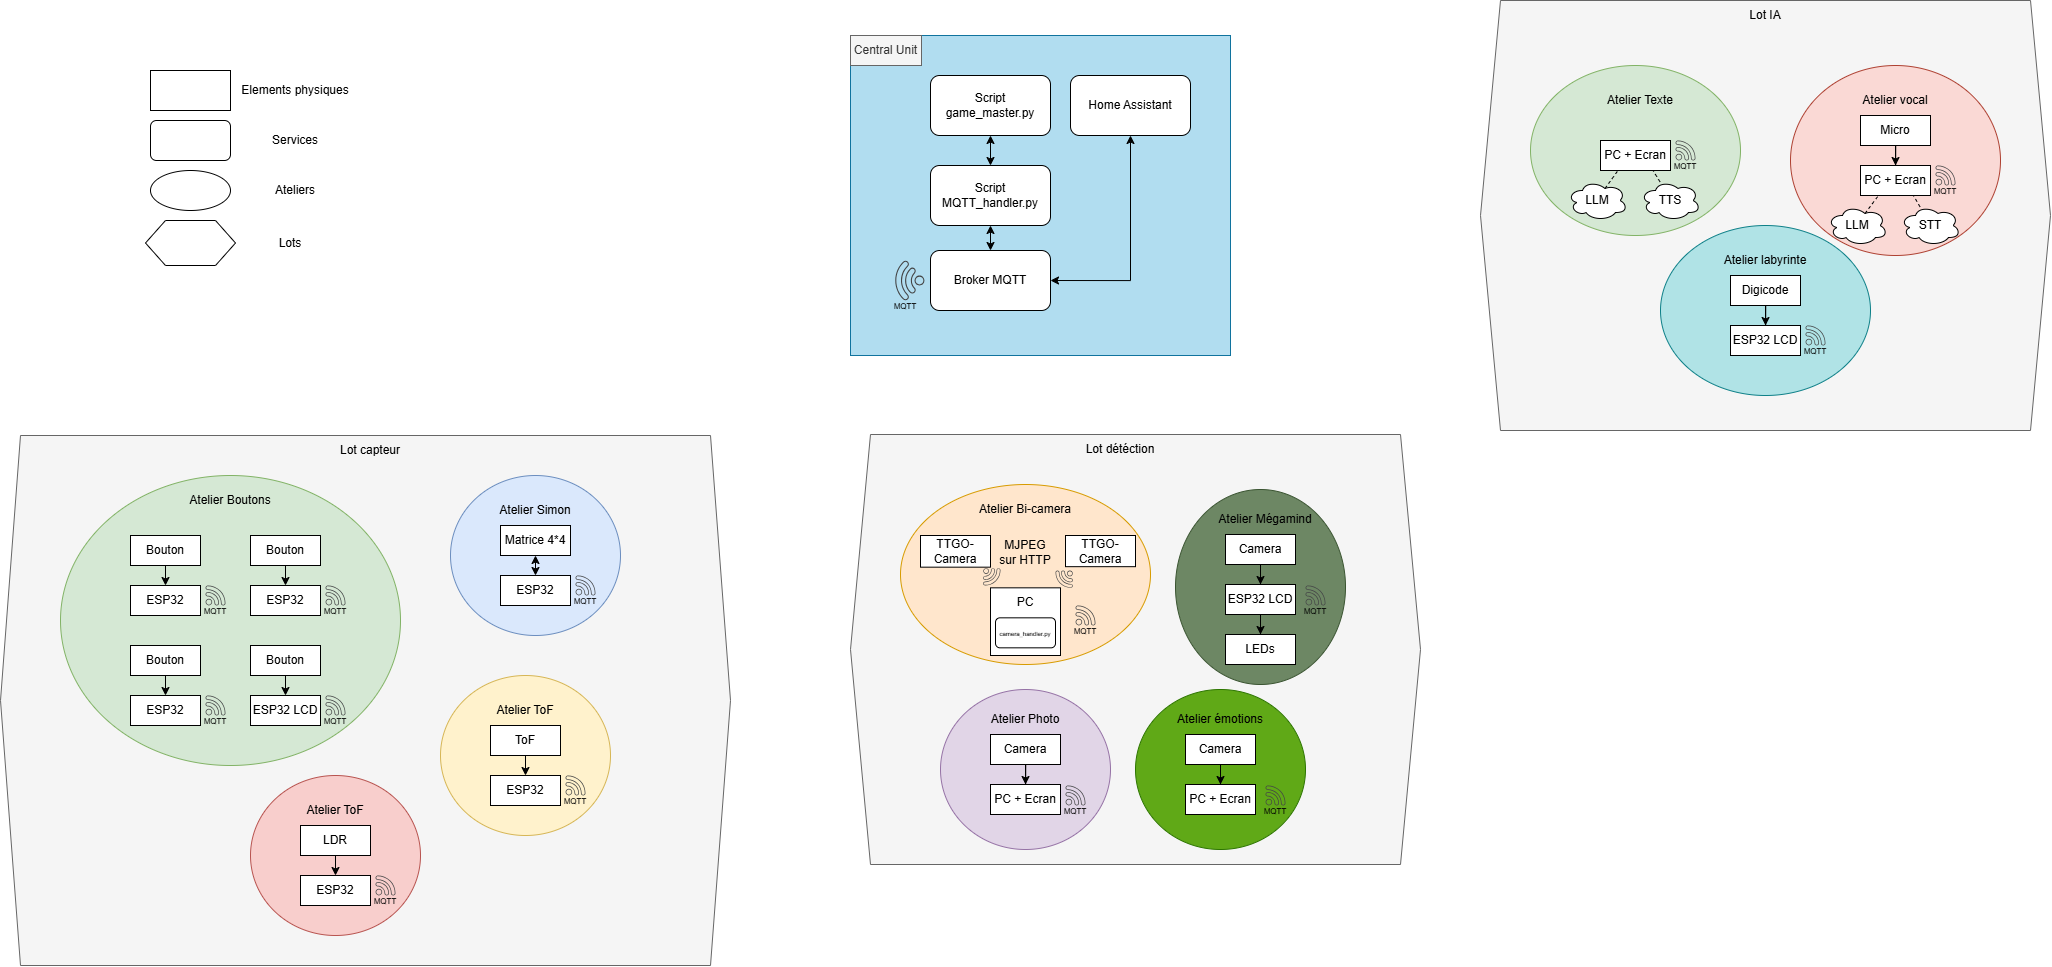 Elements physiques
Services
Ateliers
Lots
Central Unit
Script
game_master.py
Home Assistant
Script
MQTT_handler.py
Broker MQTT
MQTT
Lot IA
Atelier Texte
PC + Ecran
MQTT
LLM
TTS
Atelier vocal
Micro
PC + Ecran
MQTT
LLM
STT
Atelier labyrinte
Digicode
ESP32 LCD
MQTT
Lot capteur
Atelier Boutons
Bouton
Bouton
ESP32
MQTT
ESP32
MQTT
Bouton
Bouton
ESP32
MQTT
ESP32 LCD
MQTT
Atelier Simon
Matrice 4*4
ESP32
MQTT
Atelier ToF
ToF
ESP32
MQTT
Atelier ToF
LDR
ESP32
MQTT
Lot détéction
Atelier Bi-camera
TTGO-
Camera
MJPEG
sur HTTP
TTGO-
Camera
PC
camera_handler.py
MQTT
Atelier Mégamind
Camera
ESP32 LCD
MQTT
LEDs
Atelier Photo
Camera
PC + Ecran
MQTT
Atelier émotions
Camera
PC + Ecran
MQTT